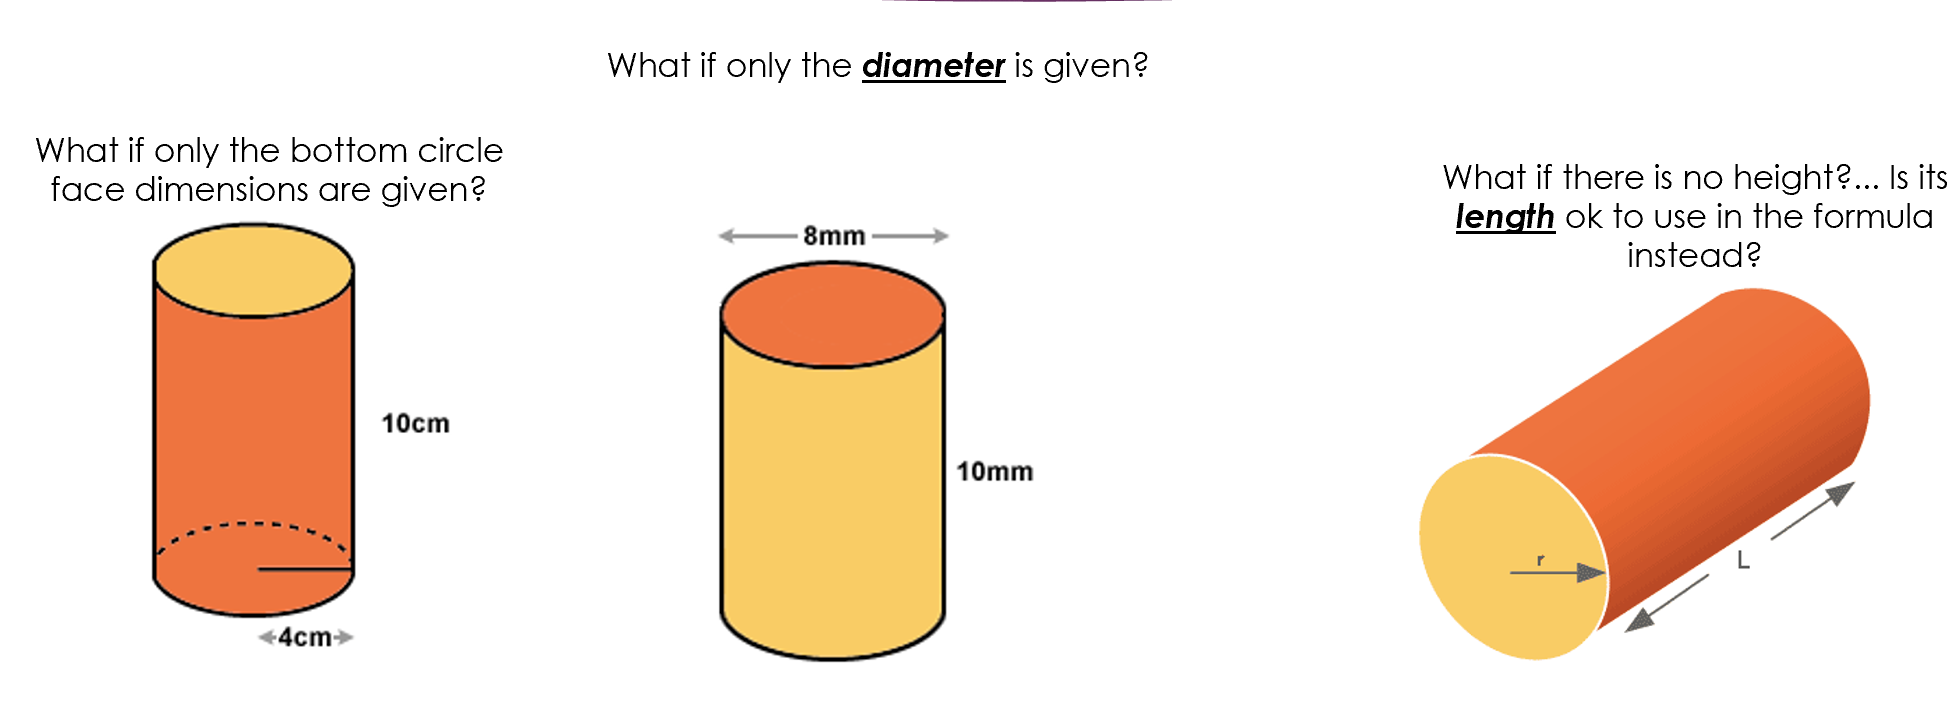 What if only the diameter is given?
What if only the bottom circle
face dimensions are given?
10cm
4cm
8mm
10mm
What if there is no height?... Is its
length ok to use in the formula
instead?
r
L